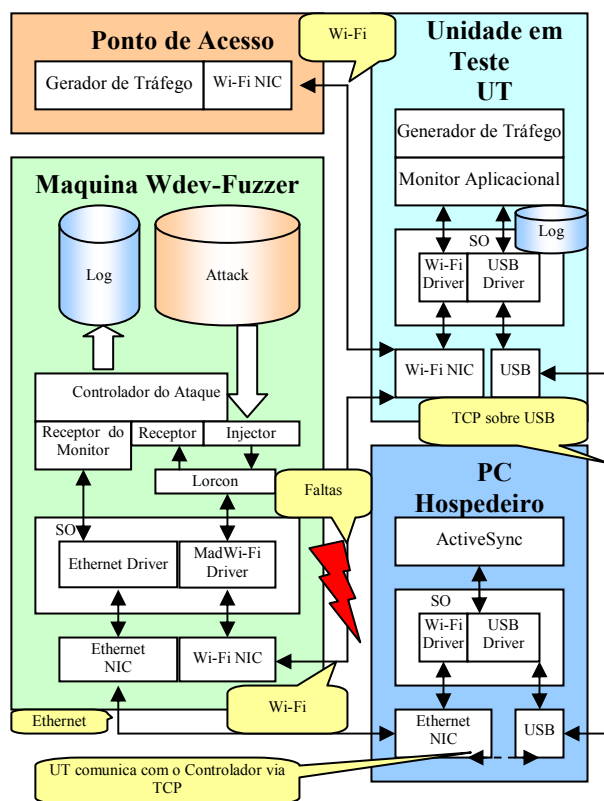 Ponto de Acesso
Gerador de Tráfego
Wi-Fi NIC
Wi-Fi
Unidade em
Teste
UT
Generador de Tráfego
Monitor Aplicacional
SO
Log
Wi-Fi
Driver
USB
Driver
Wi-Fi NIC
USB
TCP sobre USB
Maquina Wdev-Fuzzer
Log
Attack
Controlador do Ataque
Receptor do
Monitor
Receptor
Injector
Lorcon
Faltas
SO
Ethernet Driver
MadWi-Fi
Driver
Ethernet
NIC
Wi-Fi NIC
Wi-Fi
Ethernet
PC
Hospedeiro
ActiveSync
SO
Wi-Fi
Driver
USB
Driver
Ethernet
NIC
USB
UT comunica com o Controlador via
TCP